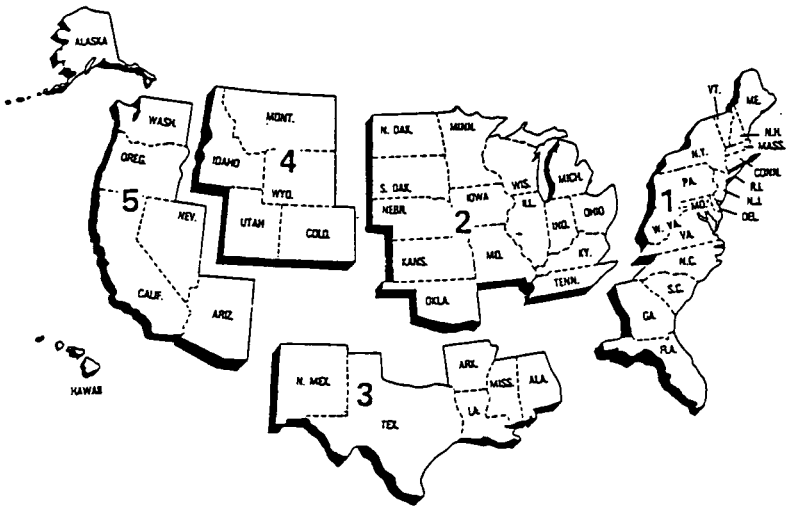 ALASKA
WASH.
OREG.
5
NEV.
CALIF.
ARIZ.
HAWAII
MONT.
IDAHO
4
WYO.
UTAH
COLO.
N. DAK.
MINN.
S. DAK.
WIS.
MICH.
NEBR.
IOWA
2
ILL.
IND.
OHIO
KANS.
MO.
KY.
OKLA.
TENN.
N. MEX.
3
TEX.
ARK.
LA.
MISS.
ALA.
VT.
ME.
N.H.
MASS.
N.Y.
CONN.
R.I.
PA.
1
N.J.
MD.
DEL.
W. VA.
VA.
N.C.
S.C.
GA.
FLA.